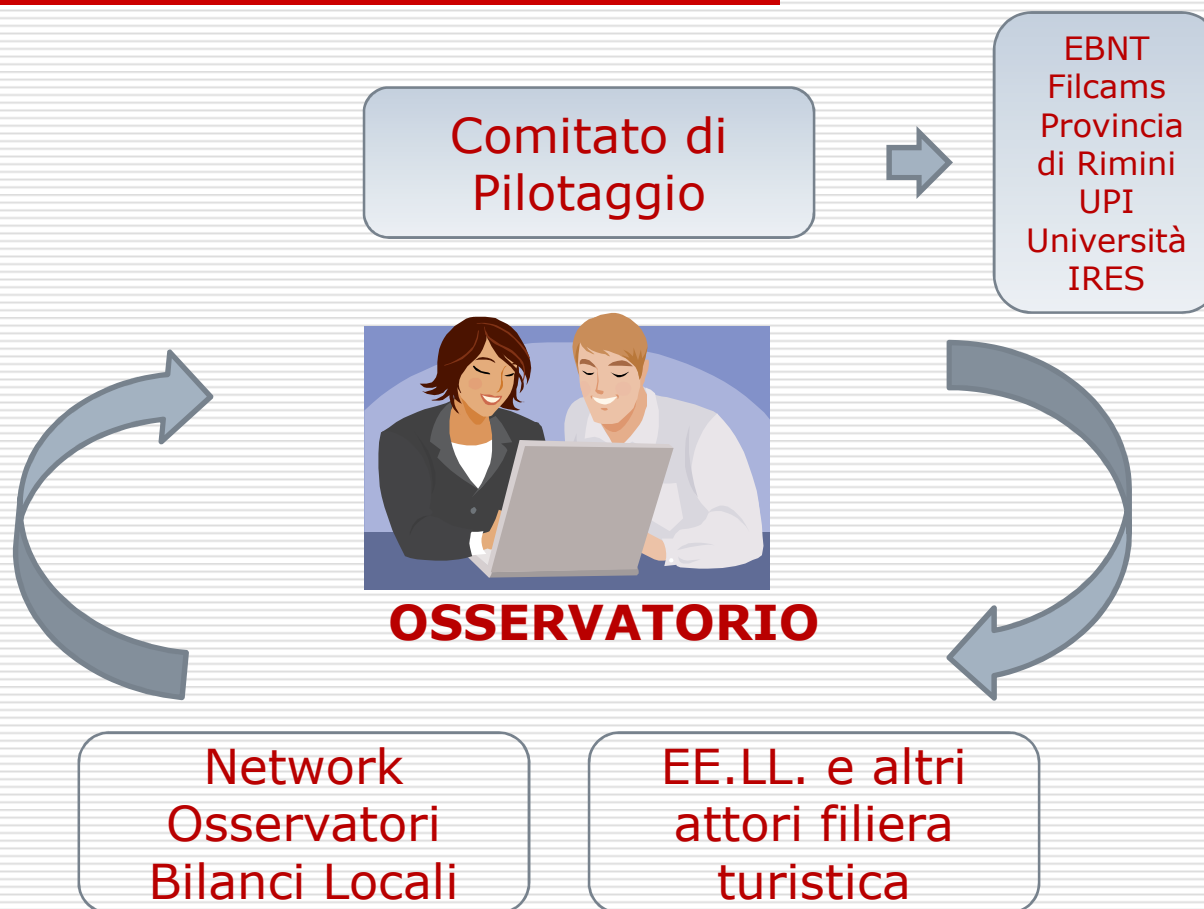 Comitato di
Pilotaggio
EBNT
Filcams
Provincia
di Rimini
UPI
Università
IRES
OSSERVATORIO
Network
Osservatori
Bilanci Locali
EE.LL. e altri
attori filiera
turistica